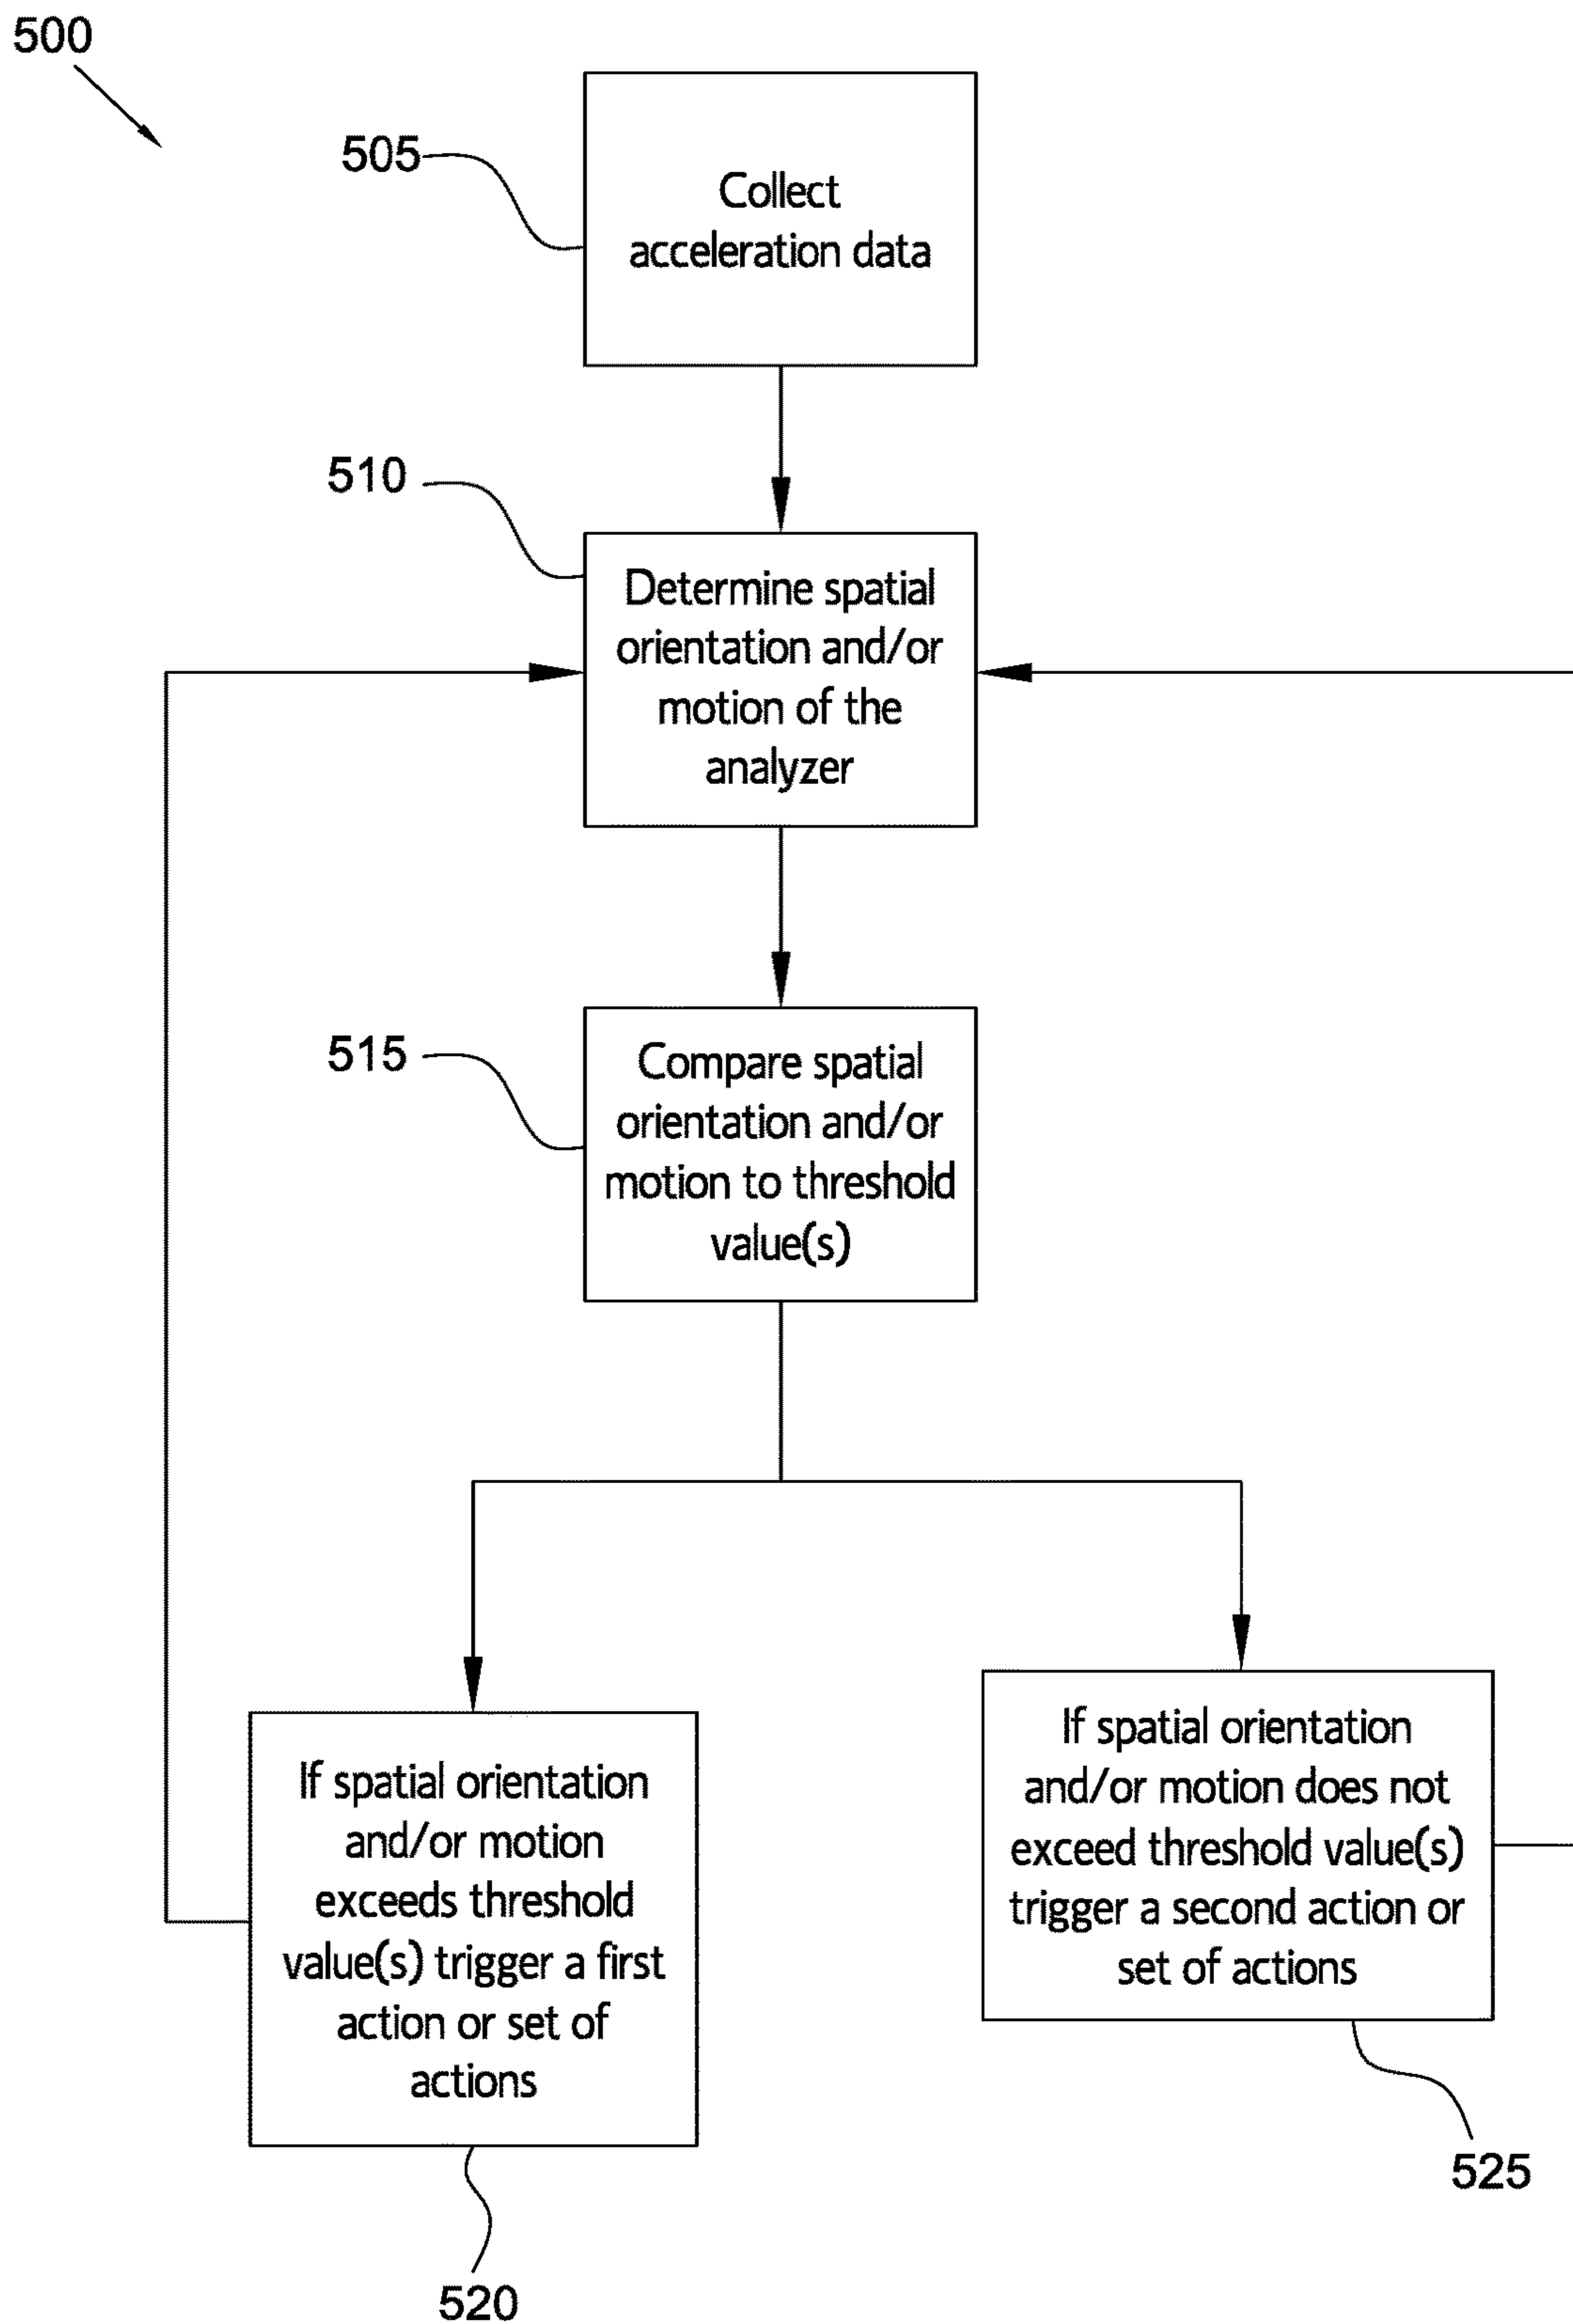 500
505
Collect
acceleration data
510
Determine spatial
orientation and/or
motion of the
analyzer
515
Compare spatial
orientation and/or
motion to threshold
value(s)
If spatial orientation
and/or motion
exceeds threshold
value(s) trigger a first
action or set of
actions
520
If spatial orientation
and/or motion does not
exceed threshold value(s)
trigger a second action or
set of actions
525